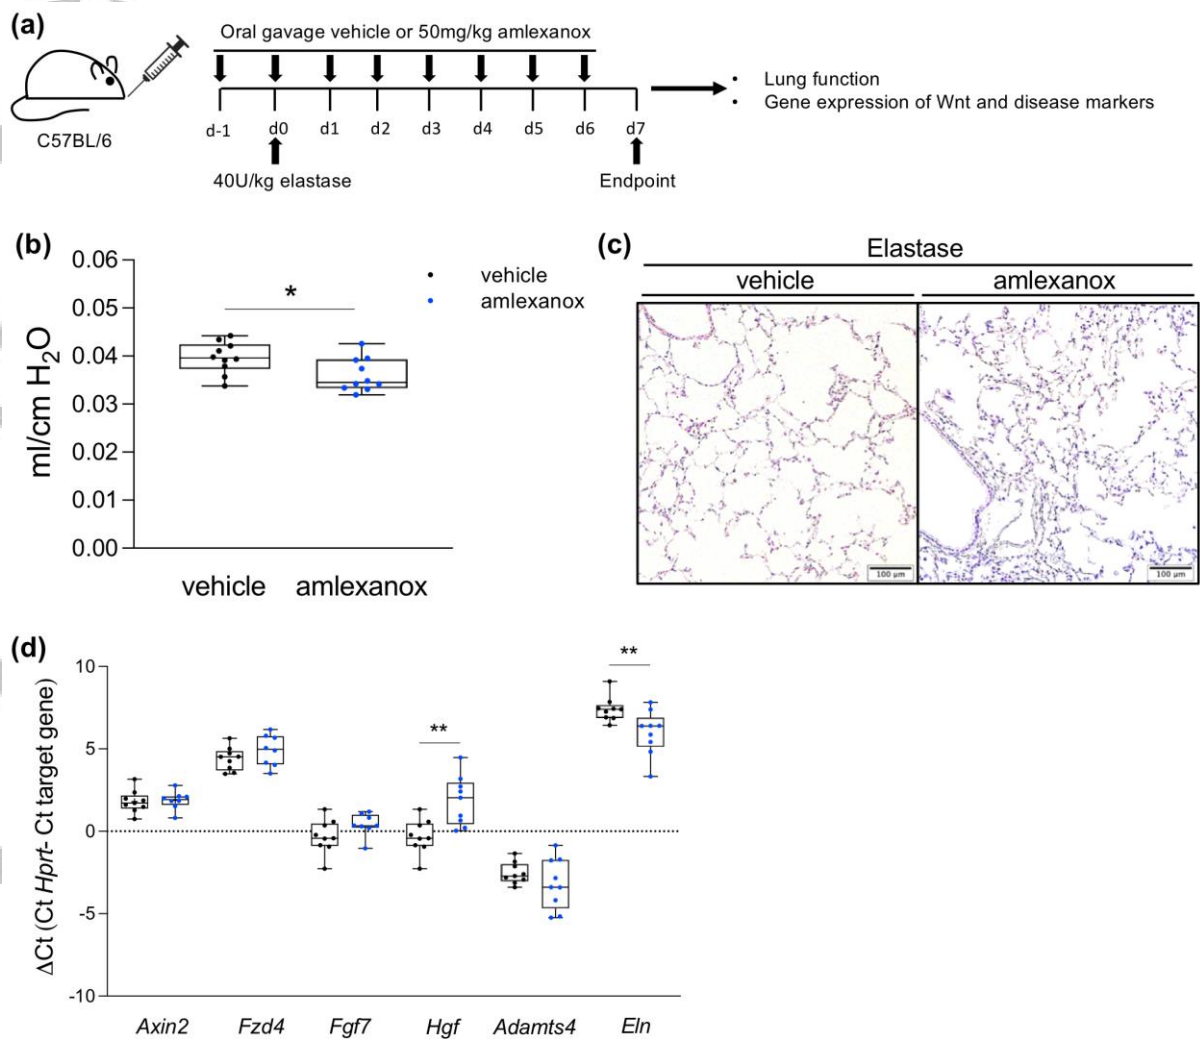 (a)
Oral gavage vehicle or 50mg/kg amlexanox
C57BL/6
d-1 d0 d1 d2 d3 d4 d5 d6 d7
40U/kg elastase
Endpoint
• Lung function
• Gene expression of Wnt and disease markers
(b)
ml/cm H₂O
0.06
0.05
0.04
0.03
0.02
0.01
0.00
*
vehicle
amlexanox
vehicle amlexanox
(c)
Elastase
vehicle amlexanox
100 µm 100 µm
(d)
ΔCt (Ct Hprt- Ct target gene)
10
5
0
-5
-10
**
**
Axin2 Fzd4 Fgf7 Hgf Adamts4 Eln